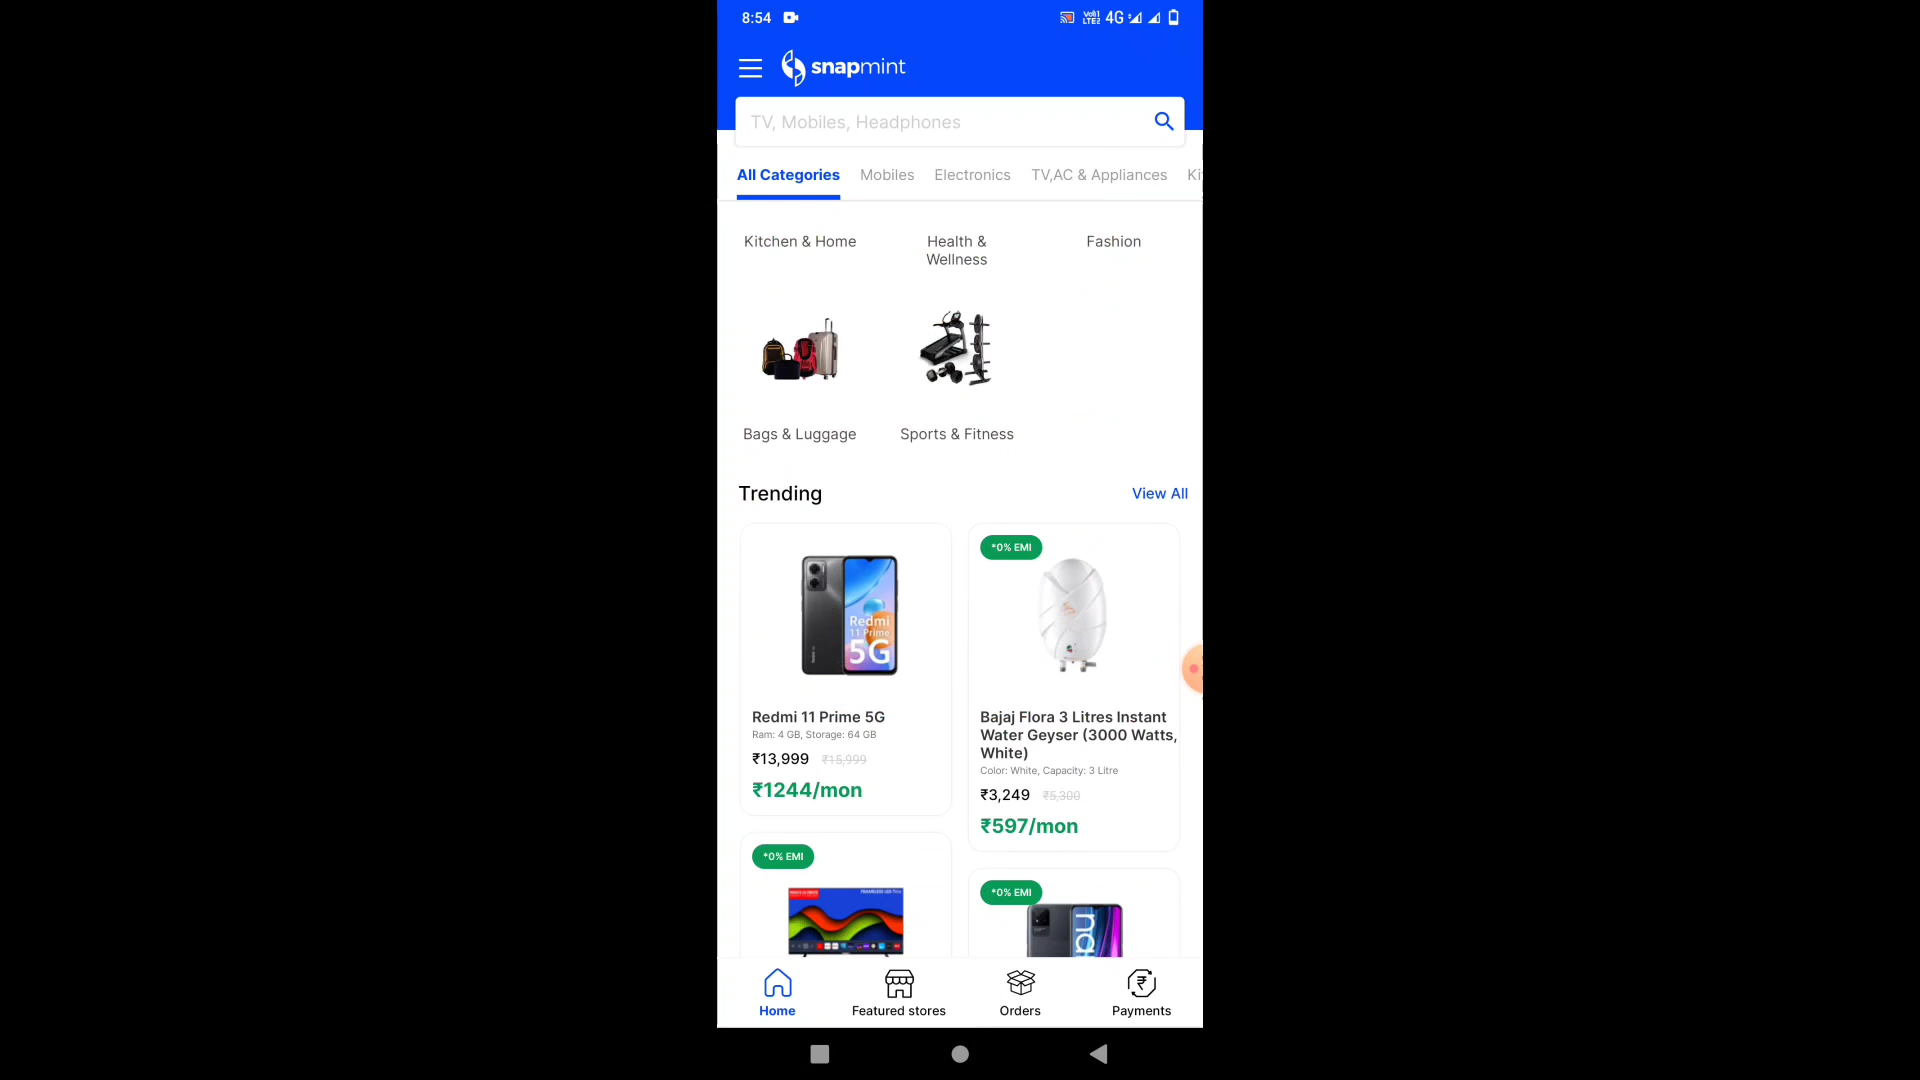 8:54
Vo)) 1 LTE2 4G
snapmint
TV, Mobiles, Headphones
All Categories Mobiles Electronics TV,AC & Appliances Ki
Kitchen & Home
Health &
Wellness
Fashion
Bags & Luggage
Sports & Fitness
Trending
View All
Redmi
11 Prime
5G
Redmi 11 Prime 5G
Ram: 4 GB, Storage: 64 GB
₹13,999 ₹15,999
₹1244/mon
*0% EMI
Bajaj Flora 3 Litres Instant
Water Geyser (3000 Watts,
White)
Color: White, Capacity: 3 Litre
₹3,249 ₹5,300
₹597/mon
*0% EMI
*0% EMI
Home
Featured stores
Orders
Payments